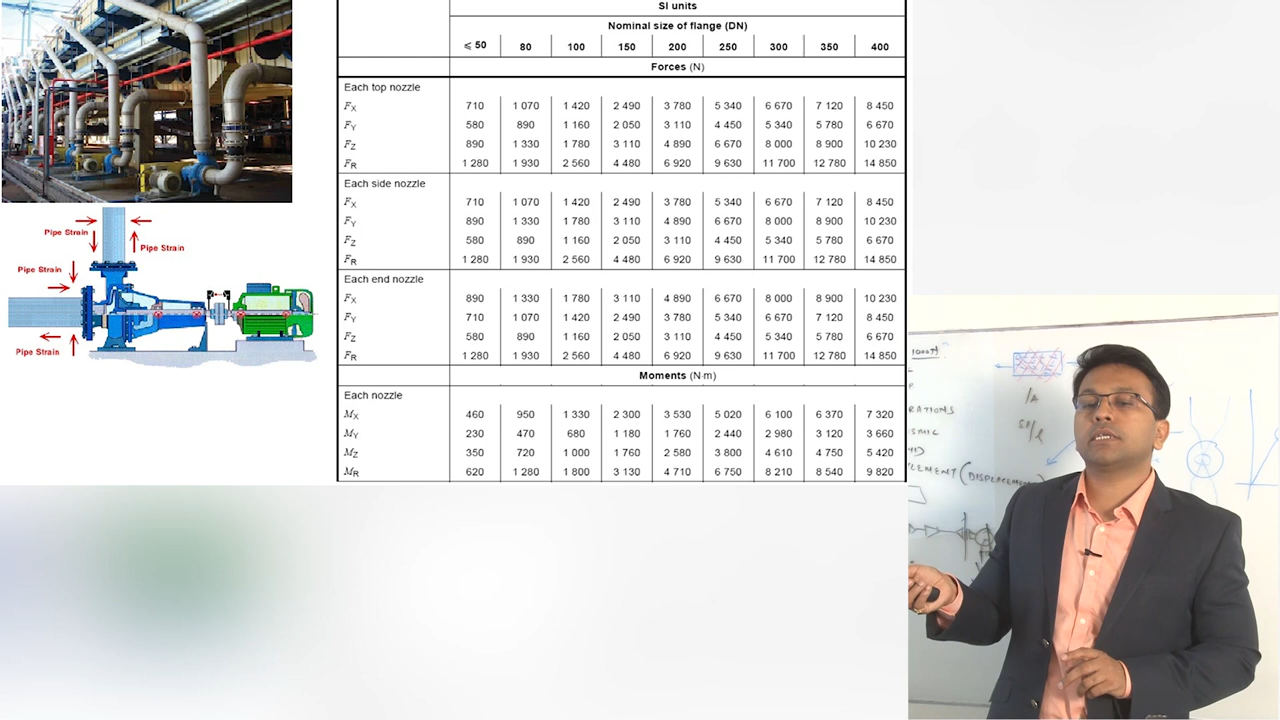 SI units
Nominal size of flange (DN)
⩽ 50 80 100 150 200 250 300 350 400
Forces (N)
Each top nozzle
FX 710 1 070 1 420 2 490 3 780 5 340 6 670 7 120 8 450
FY 580 890 1 160 2 050 3 110 4 450 5 340 5 780 6 670
FZ 890 1 330 1 780 3 110 4 890 6 670 8 000 8 900 10 230
FR 1 280 1 930 2 560 4 480 6 920 9 630 11 700 12 780 14 850
Each side nozzle
FX 710 1 070 1 420 2 490 3 780 5 340 6 670 7 120 8 450
FY 890 1 330 1 780 3 110 4 890 6 670 8 000 8 900 10 230
FZ 580 890 1 160 2 050 3 110 4 450 5 340 5 780 6 670
FR 1 280 1 930 2 560 4 480 6 920 9 630 11 700 12 780 14 850
Each end nozzle
FX 890 1 330 1 780 3 110 4 890 6 670 8 000 8 900 10 230
FY 710 1 070 1 420 2 490 3 780 5 340 6 670 7 120 8 450
FZ 580 890 1 160 2 050 3 110 4 450 5 340 5 780 6 670
FR 1 280 1 930 2 560 4 480 6 920 9 630 11 700 12 780 14 850
Moments (N·m)
Each nozzle
MX 460 950 1 330 2 300 3 530 5 020 6 100 6 370 7 320
MY 230 470 680 1 180 1 760 2 440 2 980 3 120 3 660
MZ 350 720 1 000 1 760 2 580 3 800 4 610 4 750 5 420
MR 620 1 280 1 800 3 130 4 710 6 750 8 210 8 540 9 820
Pipe Strain
Pipe Strain
Pipe Strain
Pipe Strain
/A
RATIONS
SMIC
PLEMENT (DISPLACEMENT